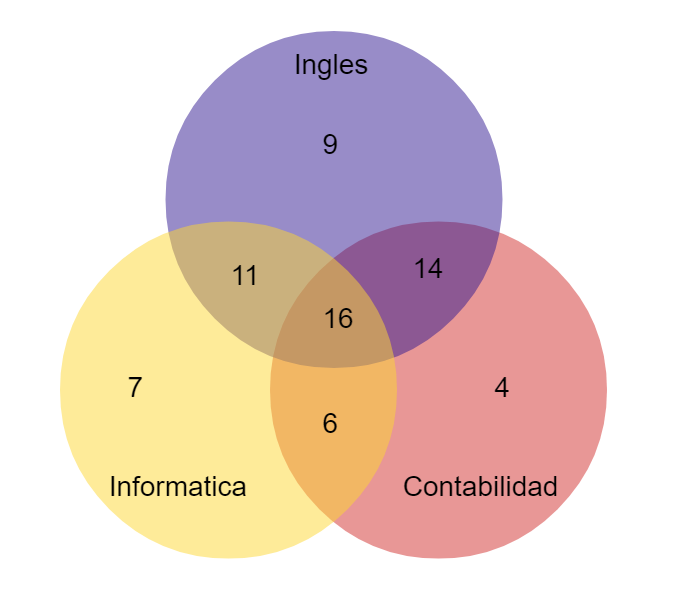 Ingles
9
11
14
16
7
4
6
Informatica
Contabilidad